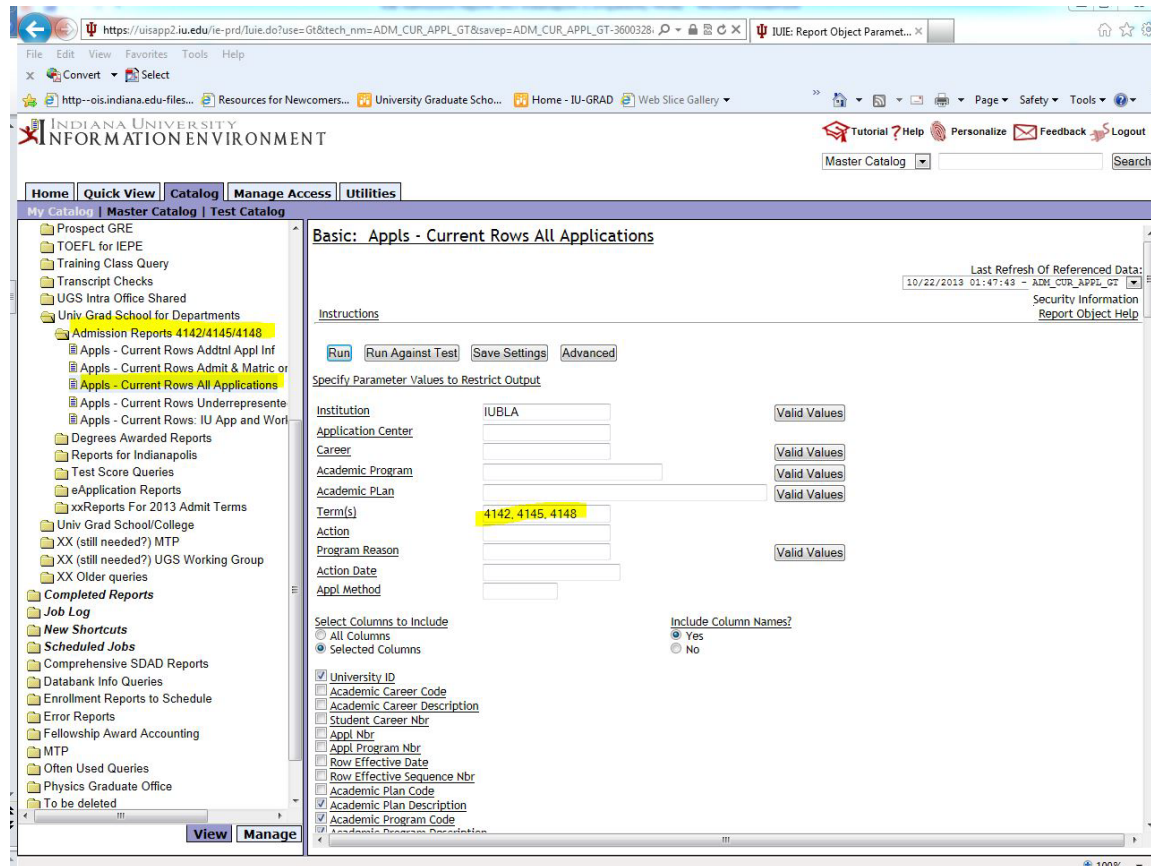 https://uisapp2.iu.edu/ie-prd/Iuie.do?use=Gt&tech_nm=ADM_CUR_APPL_GT&savep=ADM_CUR_APPL_GT-3600328
IUIE: Report Object Paramet...
File Edit View Favorites Tools Help
x Convert Select
http--ois.indiana.edu-files... Resources for Newcomers... University Graduate Scho... Home - IU-GRAD Web Slice Gallery Page Safety Tools
INDIANA UNIVERSITY
INFORMATION ENVIRONMENT
Tutorial ?Help Personalize Feedback Logout
Master Catalog Search
Home Quick View Catalog Manage Access Utilities
My Catalog | Master Catalog | Test Catalog
Prospect GRE
TOEFL for IEPE
Training Class Query
Transcript Checks
UGS Intra Office Shared
Univ Grad School for Departments
Admission Reports 4142/4145/4148
Appls - Current Rows Addtnl Appl Inf
Appls - Current Rows Admit & Matric or
Appls - Current Rows All Applications
Appls - Current Rows Underrepresente
Appls - Current Rows: IU App and Work
Degrees Awarded Reports
Reports for Indianapolis
Test Score Queries
eApplication Reports
xxReports For 2013 Admit Terms
Univ Grad School/College
XX (still needed?) MTP
XX (still needed?) UGS Working Group
XX Older queries
Completed Reports
Job Log
New Shortcuts
Scheduled Jobs
Comprehensive SDAD Reports
Databank Info Queries
Enrollment Reports to Schedule
Error Reports
Fellowship Award Accounting
MTP
Often Used Queries
Physics Graduate Office
To be deleted
View Manage
Basic: Appls - Current Rows All Applications
Last Refresh Of Referenced Data:
10/22/2013 01:47:43 - ADM_CUR_APPL_GT
Security Information
Instructions Report Object Help
Run Run Against Test Save Settings Advanced
Specify Parameter Values to Restrict Output
Institution IUBLA Valid Values
Application Center
Career Valid Values
Academic Program Valid Values
Academic PLan Valid Values
Term(s) 4142, 4145, 4148
Action
Program Reason Valid Values
Action Date
Appl Method
Select Columns to Include Include Column Names?
All Columns Yes
Selected Columns No
University ID
Academic Career Code
Academic Career Description
Student Career Nbr
Appl Nbr
Appl Program Nbr
Row Effective Date
Row Effective Sequence Nbr
Academic Plan Code
Academic Plan Description
Academic Program Code
Academic Program Description
100%